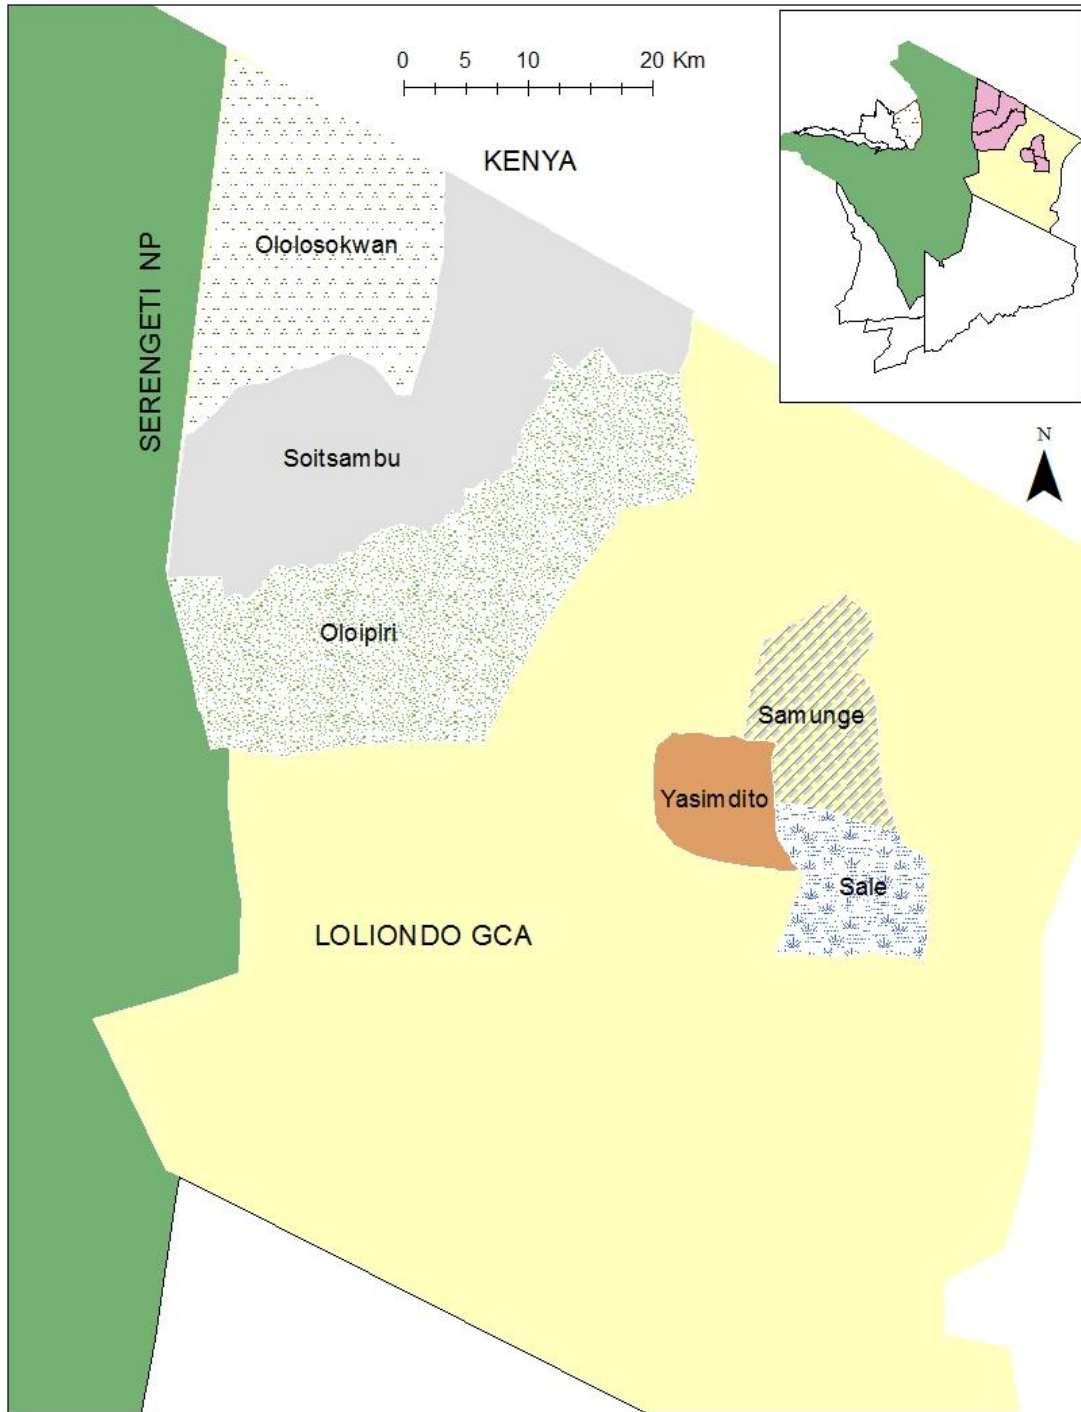 0 5 10 20 Km
KENYA
Ololosokwan
SERENGETI NP
N
Soitsambu
Oloipiri
Samunge
Yasimdito
Sale
LOLIONDO GCA